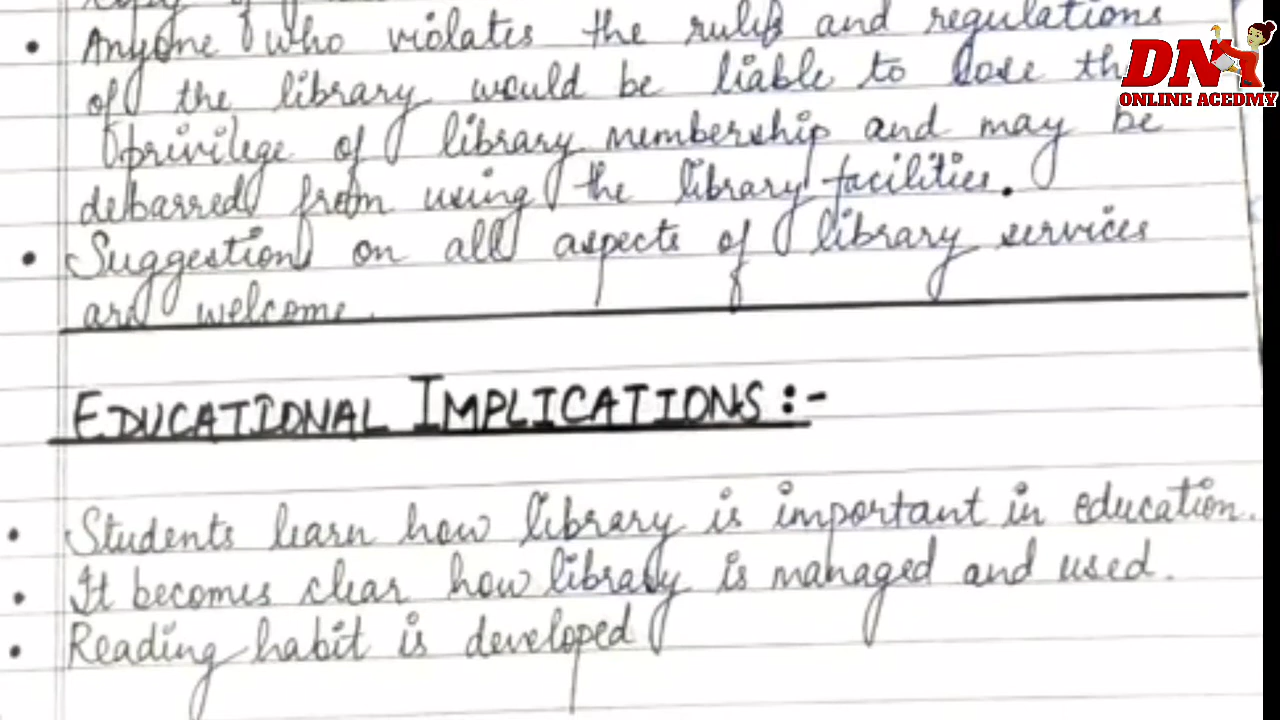 • Anyone who violates the rules and regulations
of the library would be liable to lose the
privilege of library membership and may be
debarred from using the library facilities.
• Suggestion on all aspects of library services
are welcome.
EDUCATIONAL IMPLICATIONS :-
• Students learn how library is important in education.
• It becomes clear how library is managed and used.
• Reading habit is developed
DN
ONLINE ACEDMY